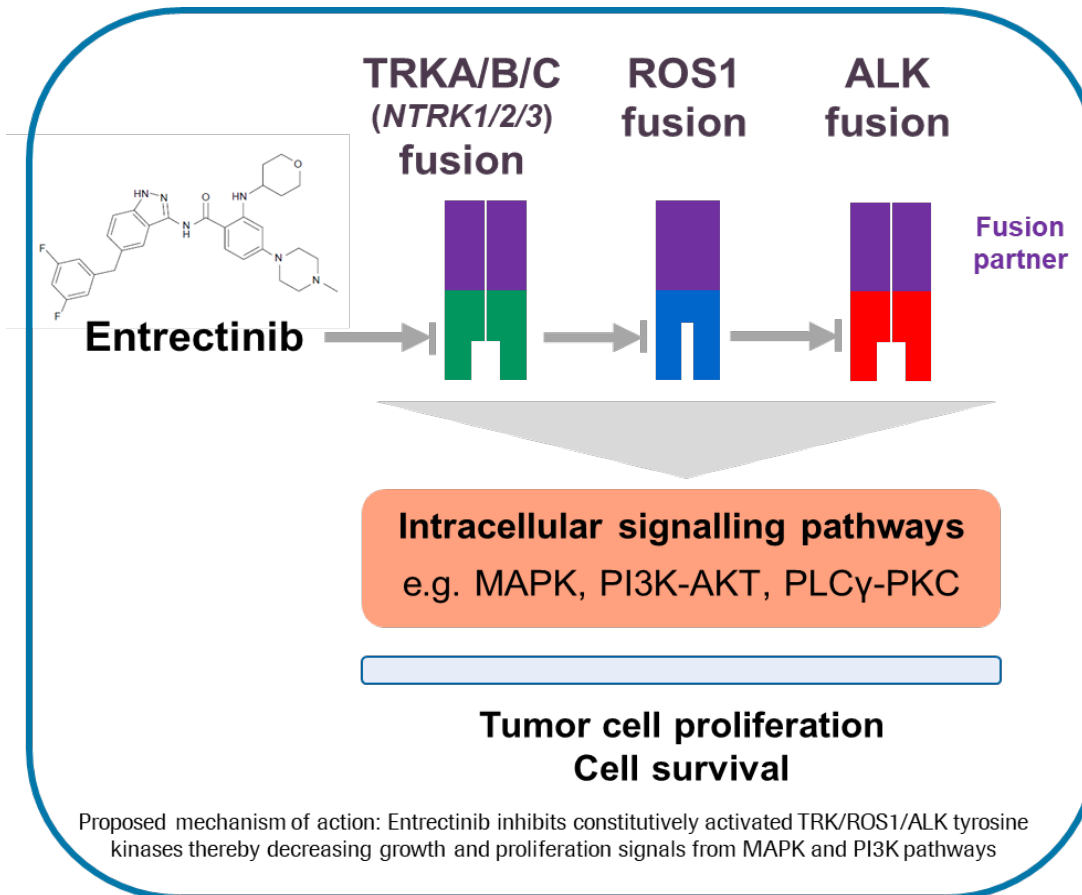 TRKA/B/C
(NTRK1/2/3)
fusion
ROS1
fusion
ALK
fusion
Fusion
partner
HN
N
O
N
H
HN
O
N
N
F
F
Entrectinib
Intracellular signalling pathways
e.g. MAPK, PI3K-AKT, PLCγ-PKC
Tumor cell proliferation
Cell survival
Proposed mechanism of action: Entrectinib inhibits constitutively activated TRK/ROS1/ALK tyrosine
kinases thereby decreasing growth and proliferation signals from MAPK and PI3K pathways